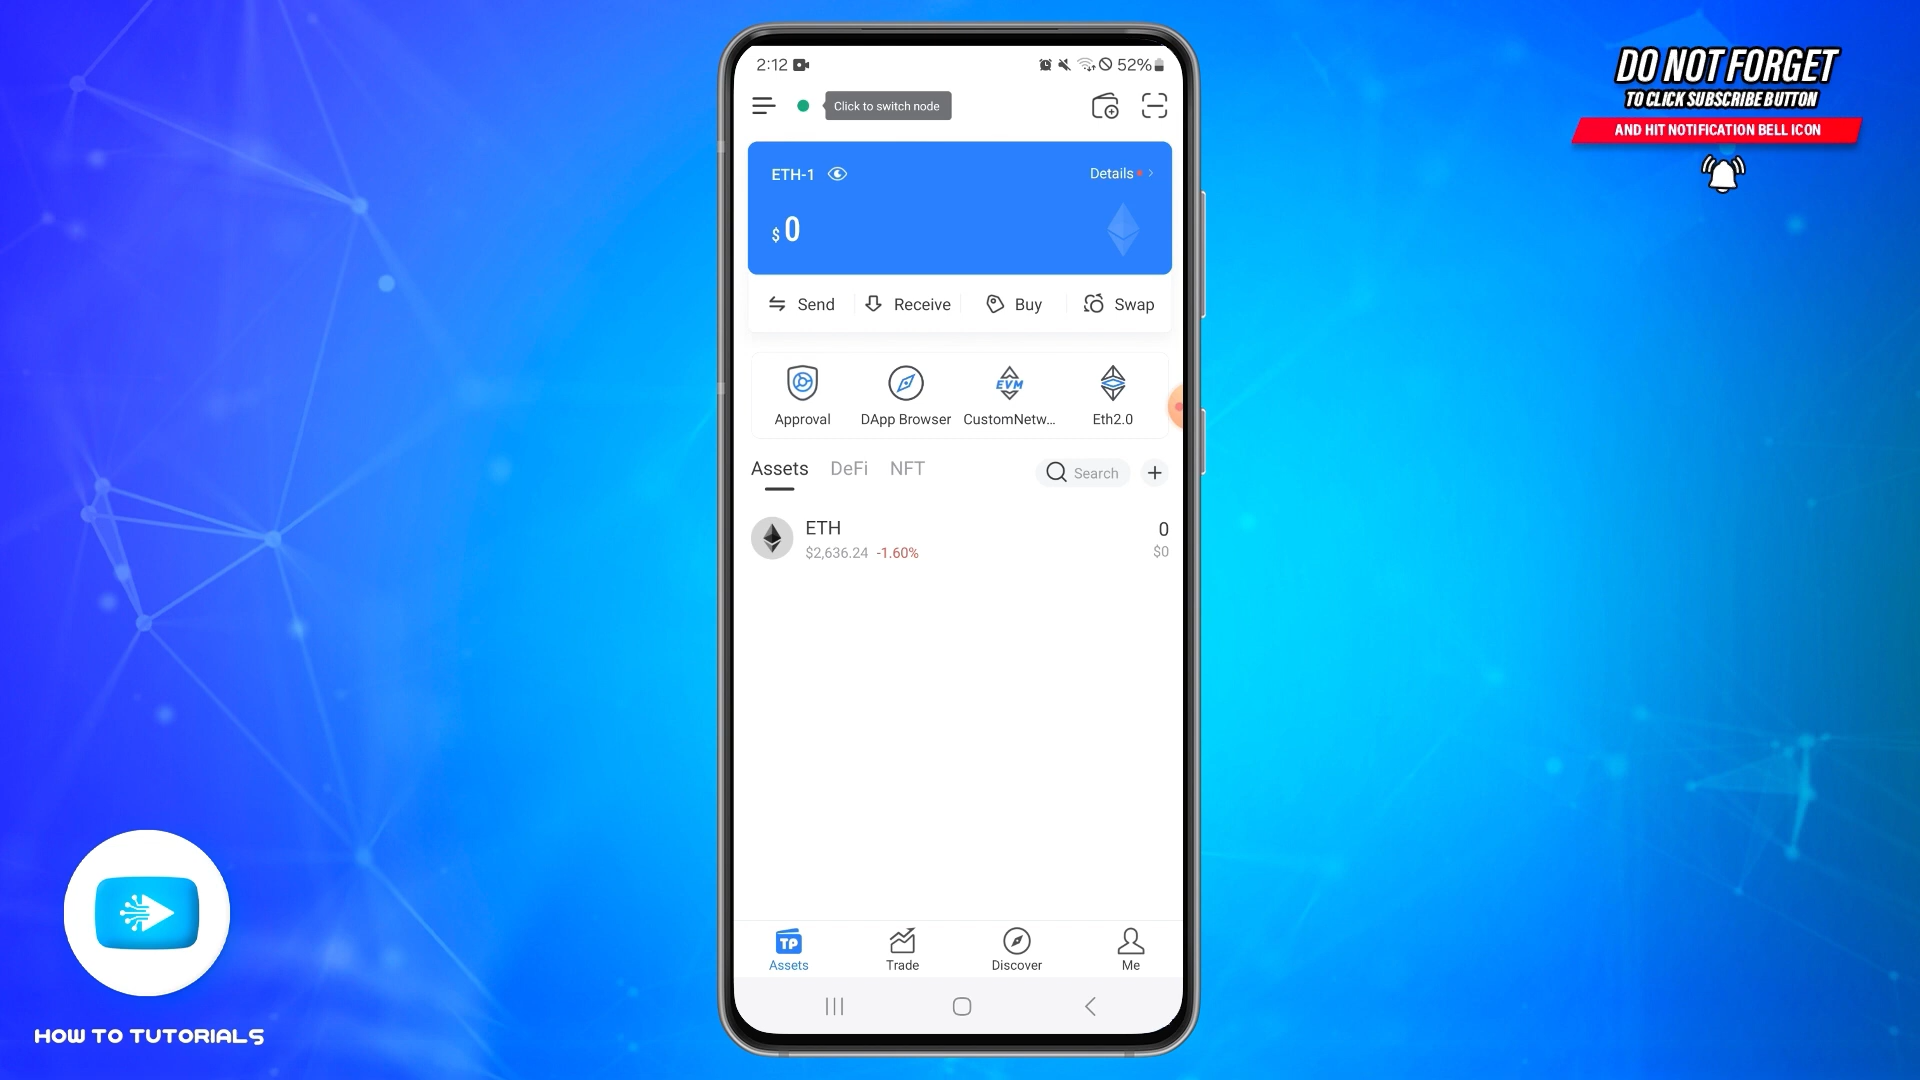 DO NOT FORGET
TO CLICK SUBSCRIBE BUTTON
AND HIT NOTIFICATION BELL ICON
2:12
52%
Click to switch node
ETH-1
Details
$ 0
Send
Receive
Buy
Swap
EVM
Approval
DApp Browser
CustomNetw...
Eth2.0
Assets
DeFi
NFT
Search
ETH
0
$2,636.24 -1.60%
$0
TP
Assets
Trade
Discover
Me
HOW TO TUTORIALS